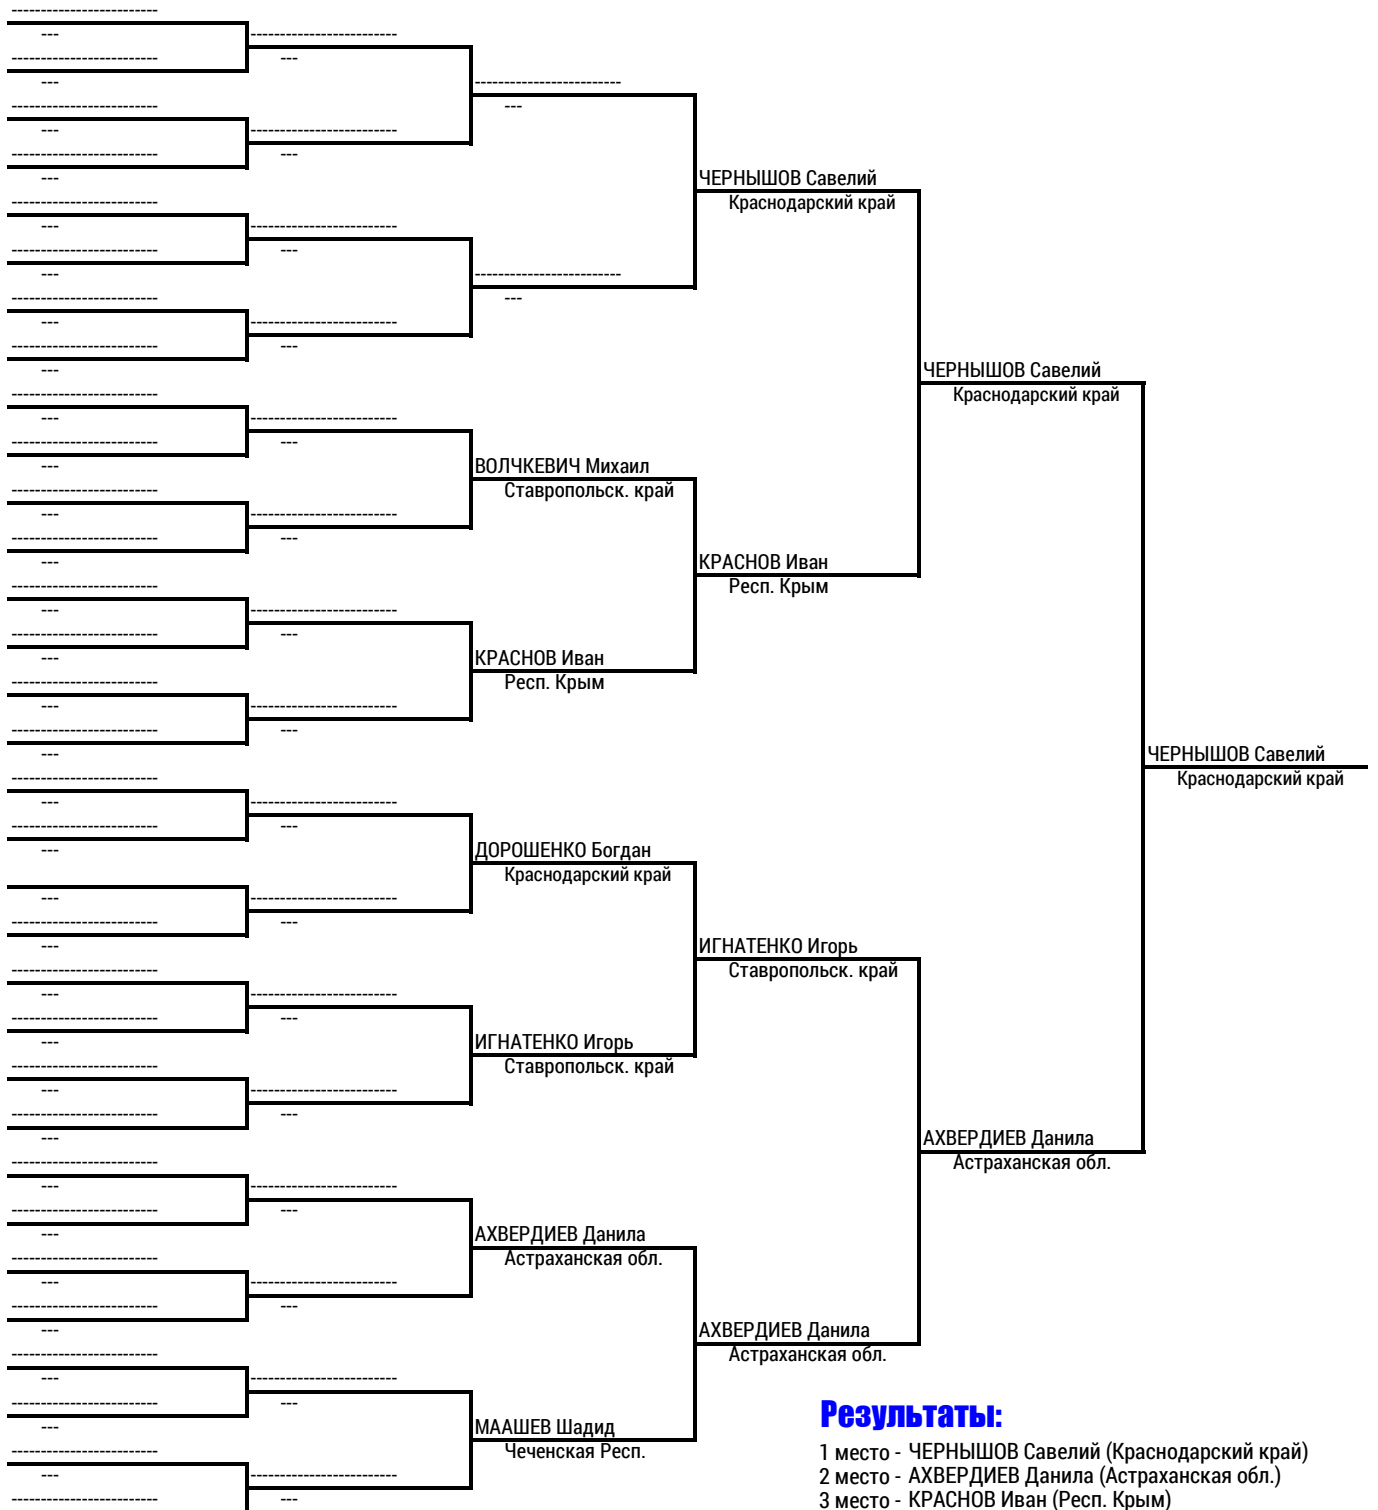 ЧЕРНЫШОВ Савелий
Краснодарский край
ЧЕРНЫШОВ Савелий
Краснодарский край
ВОЛЧКЕВИЧ Михаил
Ставропольск. край
КРАСНОВ Иван
Респ. Крым
КРАСНОВ Иван
Респ. Крым
ЧЕРНЫШОВ Савелий
Краснодарский край
ДОРОШЕНКО Богдан
Краснодарский край
ИГНАТЕНКО Игорь
Ставропольск. край
ИГНАТЕНКО Игорь
Ставропольск. край
АХВЕРДИЕВ Данила
Астраханская обл.
АХВЕРДИЕВ Данила
Астраханская обл.
АХВЕРДИЕВ Данила
Астраханская обл.
МААШЕВ Шадид
Чеченская Респ.
Результаты:
1 место - ЧЕРНЫШОВ Савелий (Краснодарский край)
2 место - АХВЕРДИЕВ Данила (Астраханская обл.)
3 место - КРАСНОВ Иван (Респ. Крым)